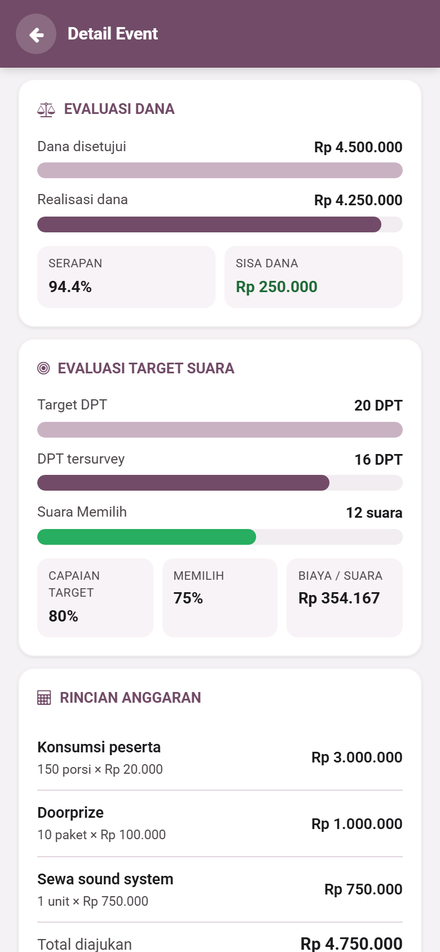 Detail Event
EVALUASI DANA
Dana disetujui Rp 4.500.000
Realisasi dana Rp 4.250.000
SERAPAN
94.4%
SISA DANA
Rp 250.000
EVALUASI TARGET SUARA
Target DPT 20 DPT
DPT tersurvey 16 DPT
Suara Memilih 12 suara
CAPAIAN
TARGET
80%
MEMILIH
75%
BIAYA / SUARA
Rp 354.167
RINCIAN ANGGARAN
Konsumsi peserta Rp 3.000.000
150 porsi × Rp 20.000
Doorprize Rp 1.000.000
10 paket × Rp 100.000
Sewa sound system Rp 750.000
1 unit × Rp 750.000
Total diajukan Rp 4.750.000